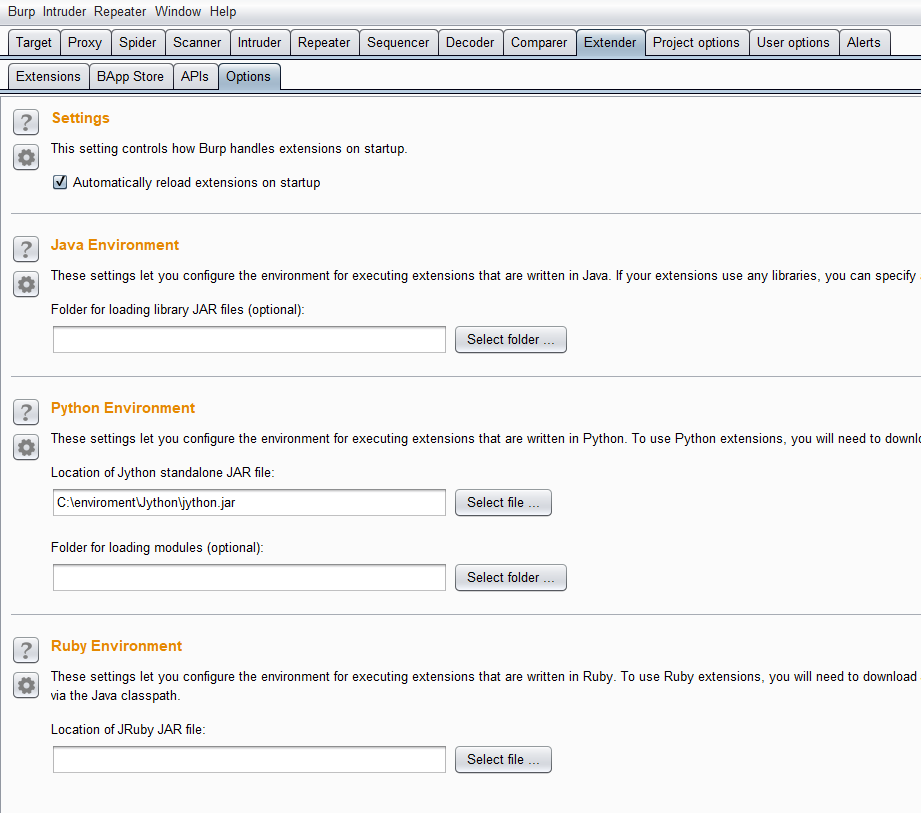 Burp Intruder Repeater Window Help
Target Proxy Spider Scanner Intruder Repeater Sequencer Decoder Comparer Extender Project options User options Alerts
Extensions BApp Store APIs Options
? Settings
This setting controls how Burp handles extensions on startup.
Automatically reload extensions on startup
? Java Environment
These settings let you configure the environment for executing extensions that are written in Java. If your extensions use any libraries, you can specify
Folder for loading library JAR files (optional):
Select folder ...
? Python Environment
These settings let you configure the environment for executing extensions that are written in Python. To use Python extensions, you will need to downl
Location of Jython standalone JAR file:
C:\enviroment\Jython\jython.jar Select file ...
Folder for loading modules (optional):
Select folder ...
? Ruby Environment
These settings let you configure the environment for executing extensions that are written in Ruby. To use Ruby extensions, you will need to download
via the Java classpath.
Location of JRuby JAR file:
Select file ...